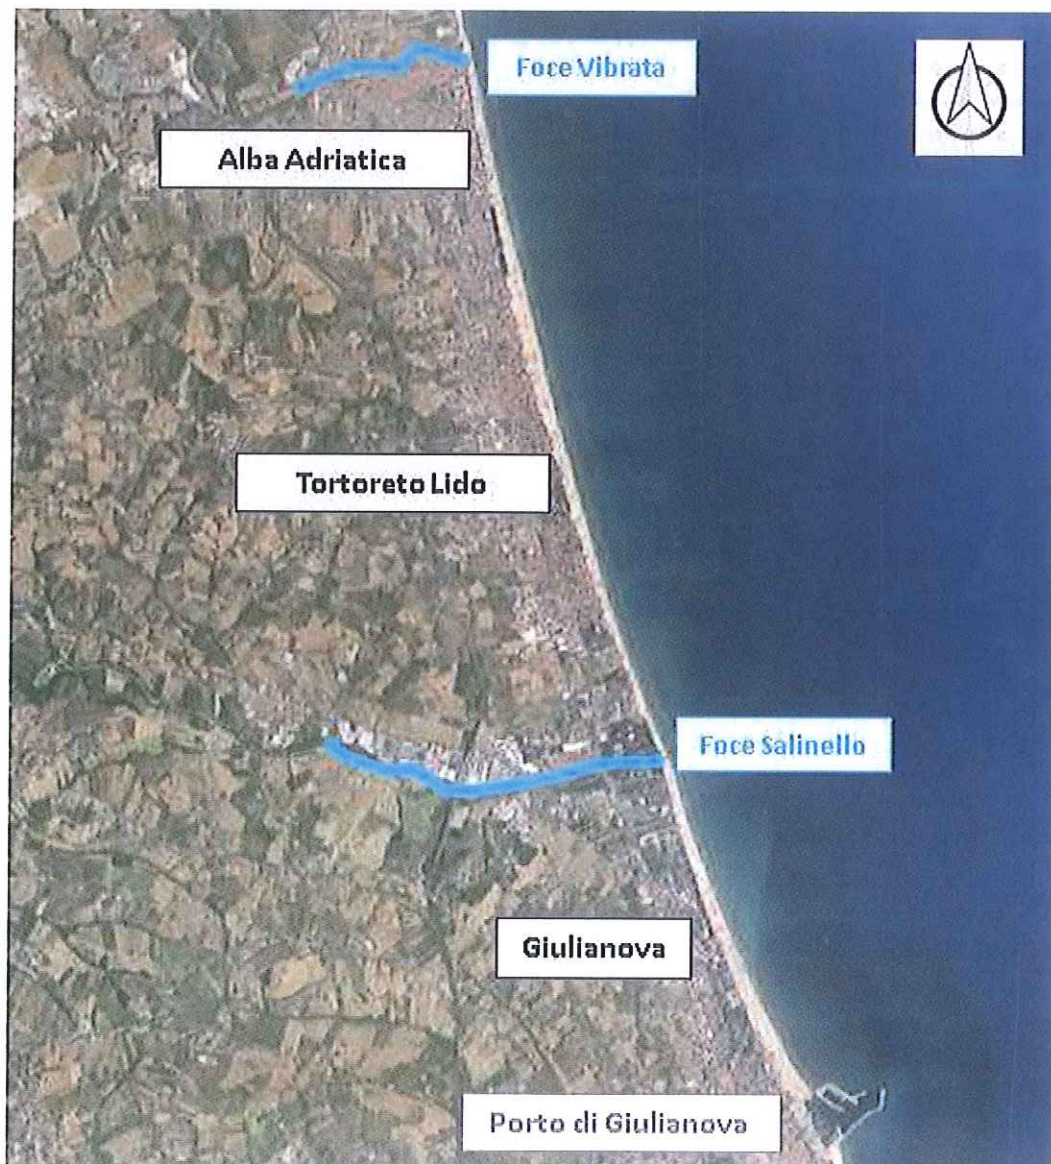 Foce Vibrata
Alba Adriatica
Tortoreto Lido
Foce Salinello
Giulianova
Porto di Giulianova